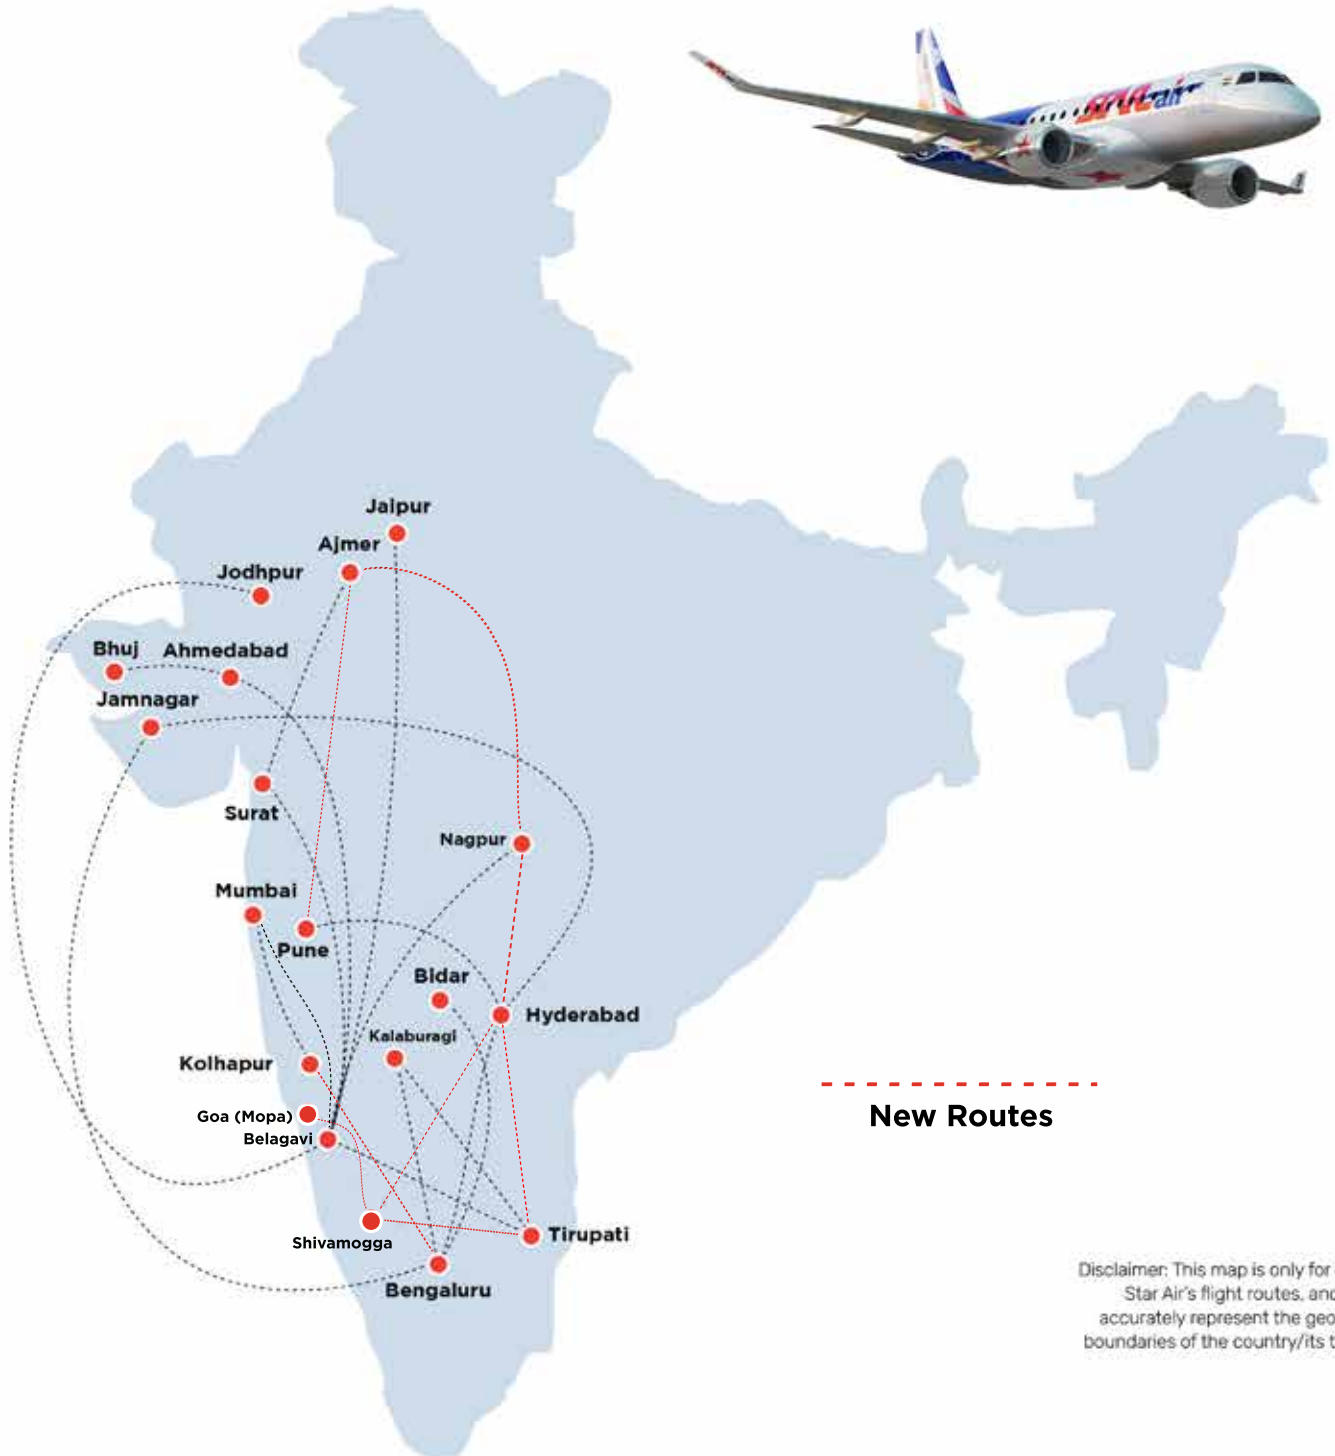 STAR air
Jaipur
Ajmer
Jodhpur
Bhuj
Ahmedabad
Jamnagar
Surat
Nagpur
Mumbai
Pune
Bidar
Hyderabad
Kalaburagi
Kolhapur
Goa (Mopa)
Belagavi
New Routes
Shivamogga
Tirupati
Bengaluru
Disclaimer: This map is only for
Star Air's flight routes, and
accurately represent the geo
boundaries of the country/its t